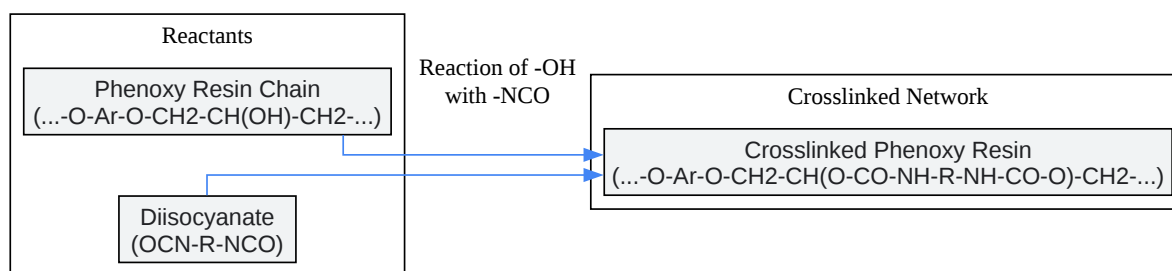 Reactants
Phenoxy Resin Chain
(...-O-Ar-O-CH2-CH(OH)-CH2-...)
Diisocyanate
(OCN-R-NCO)
Reaction of -OH
with -NCO
Crosslinked Network
Crosslinked Phenoxy Resin
(...-O-Ar-O-CH2-CH(O-CO-NH-R-NH-CO-O)-CH2-...)